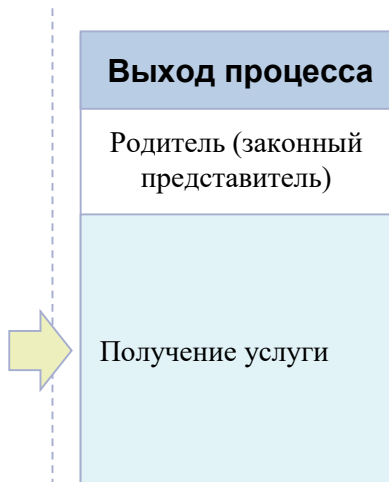 Выход процесса
Родитель (законный
представитель)
Получение услуги